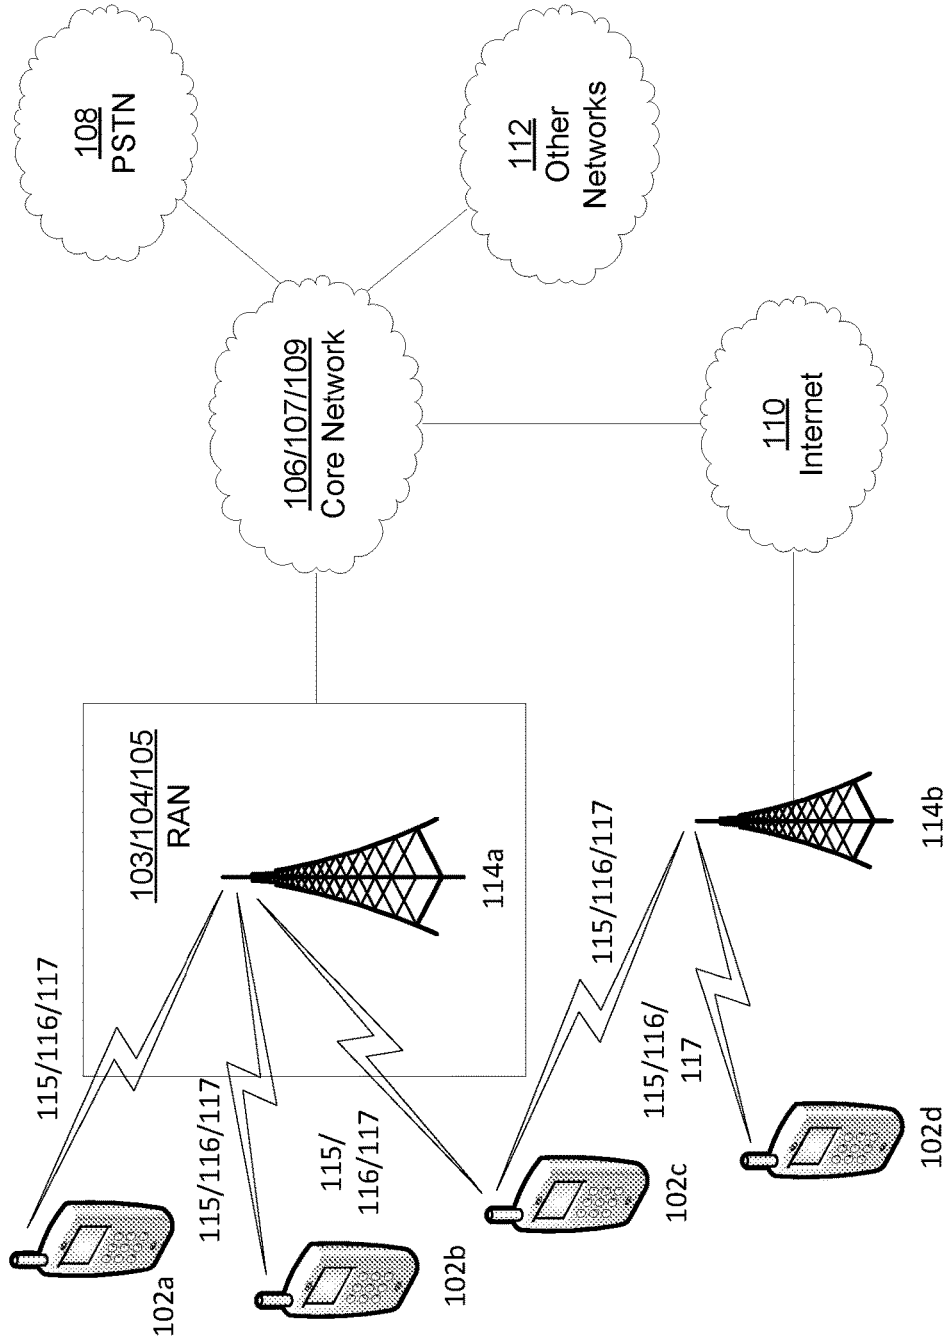 102a
115/116/117
102b
115/116/117
115/
116/117
102c
102d
115/116/
117
115/116/117
114b
114a
103/104/105
RAN
106/107/109
Core Network
108
PSTN
112
Other
Networks
110
Internet